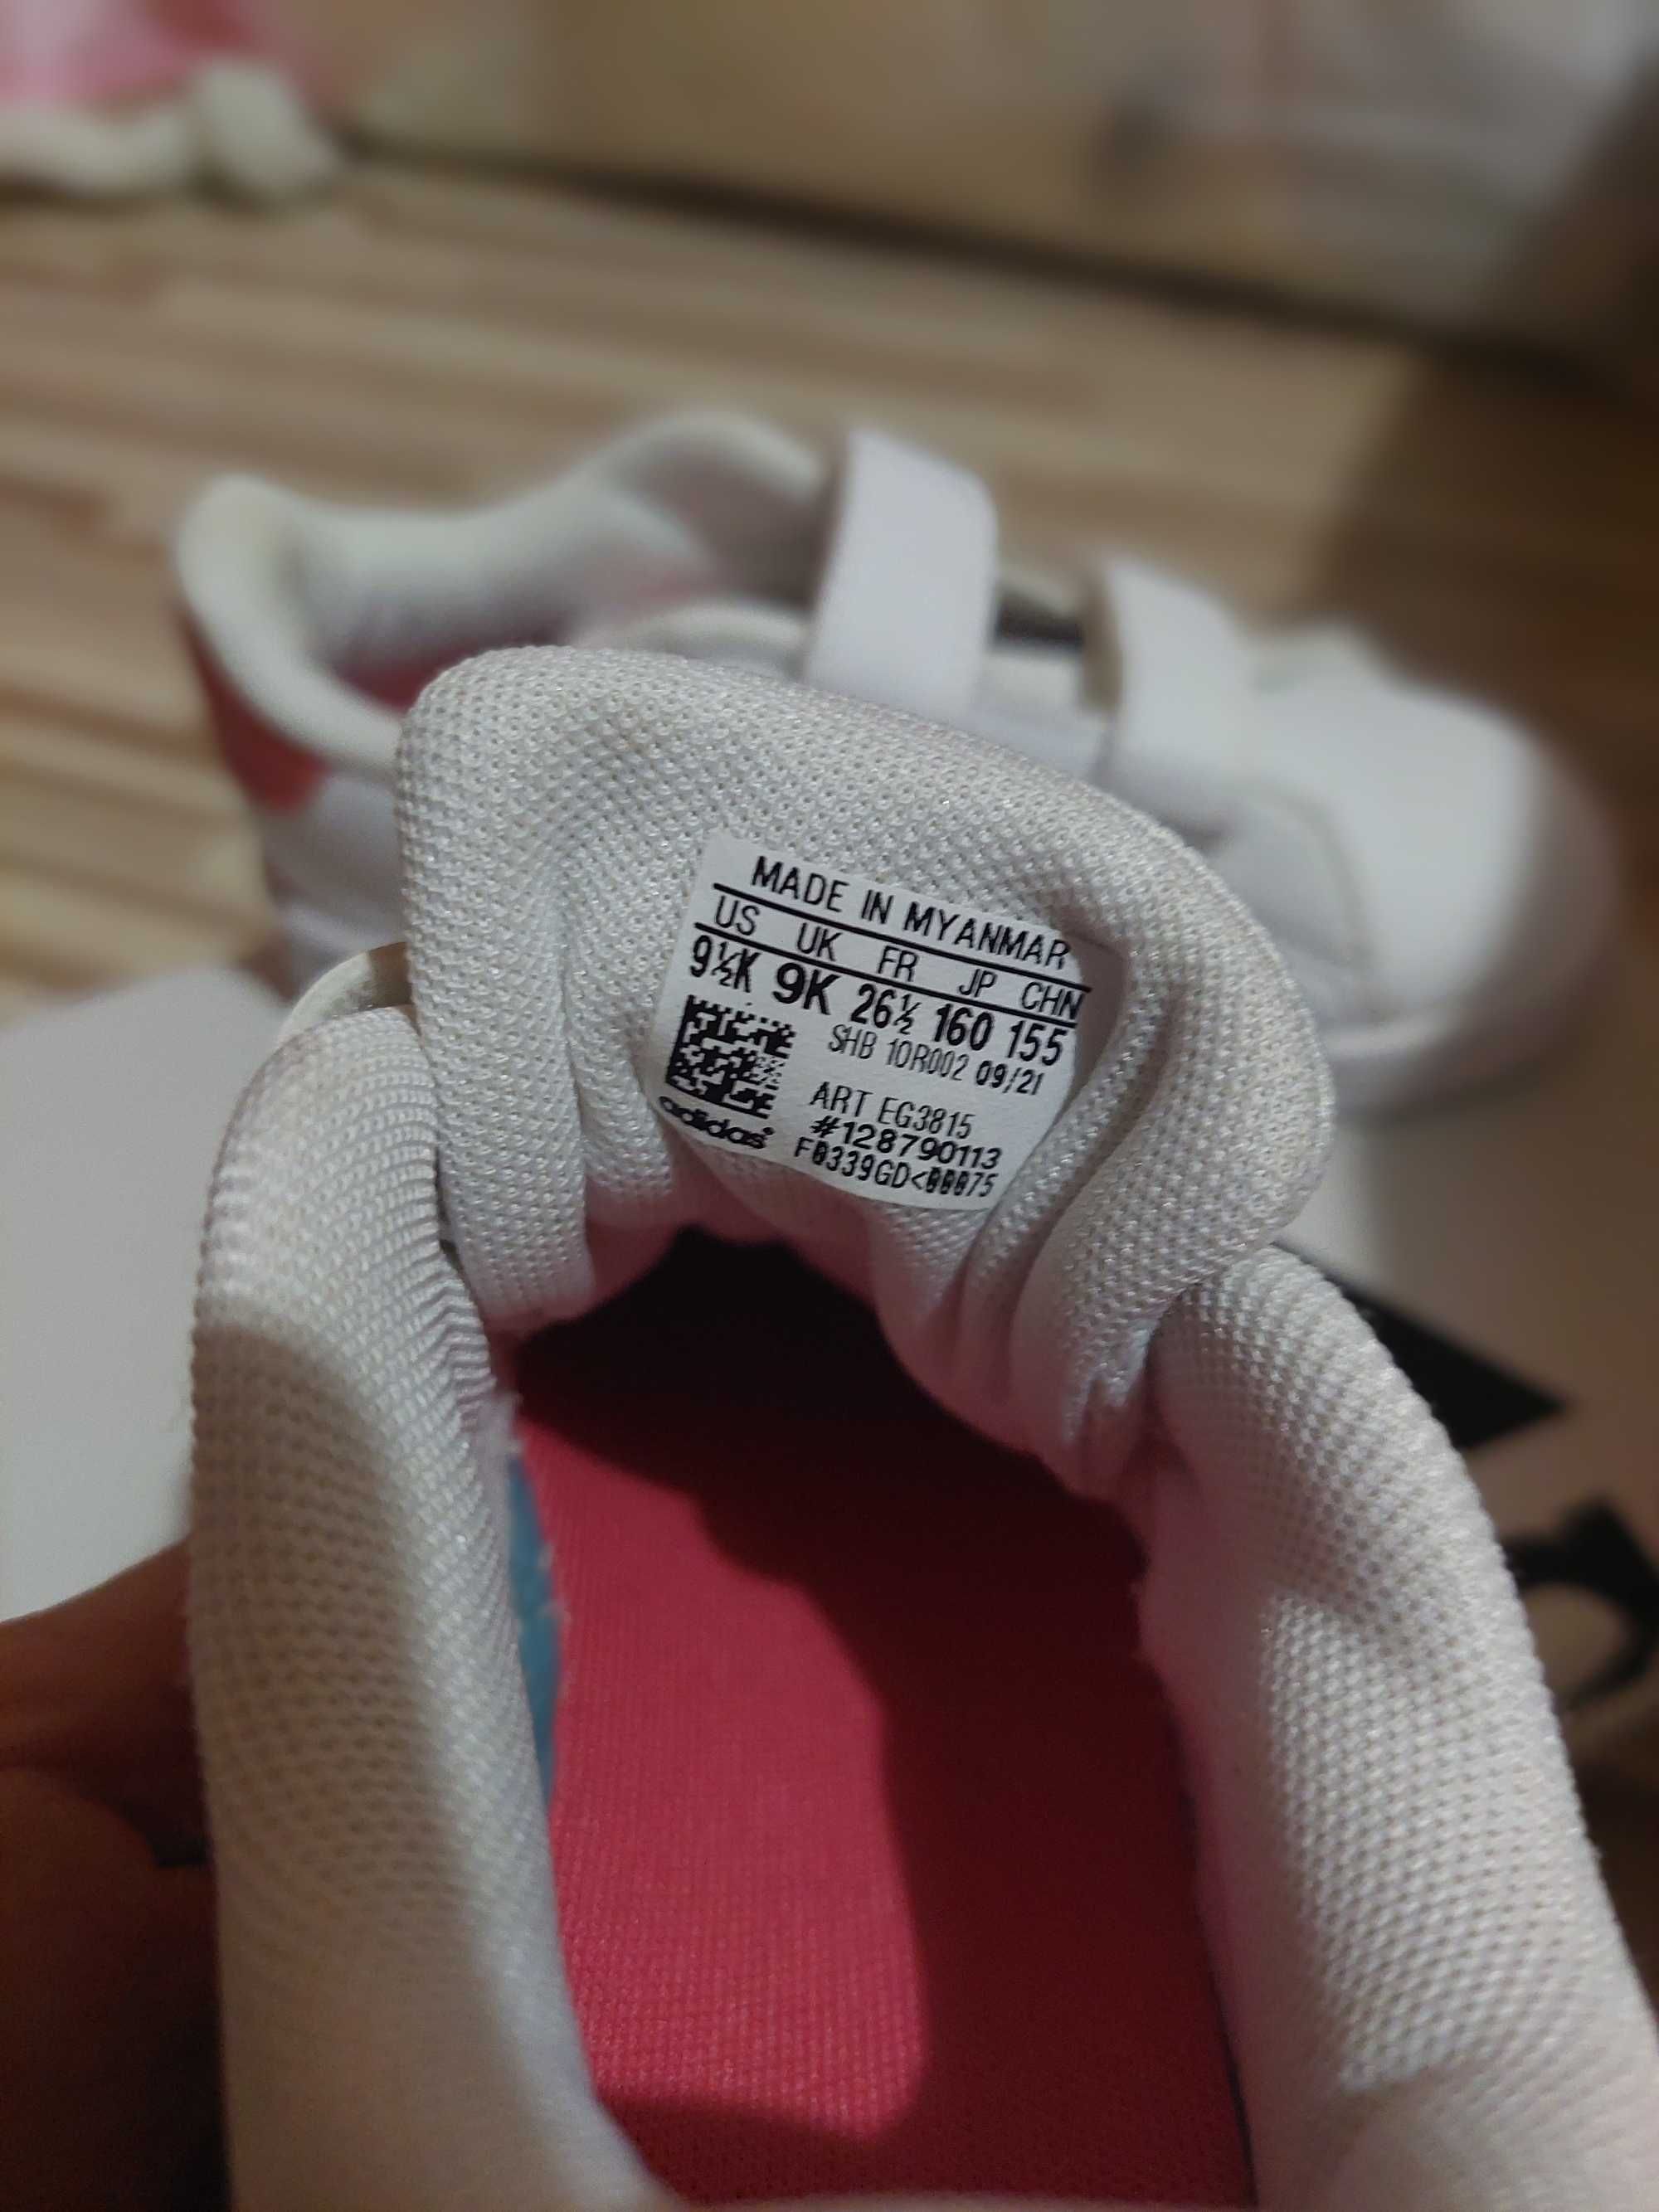 MADE IN MYANMAR
US UK FR JP CHN
9½K 9K 26½ 160 155
SHB 10R002 09/21
ART EG3815
#128790113
adidas® F0339GD<00075